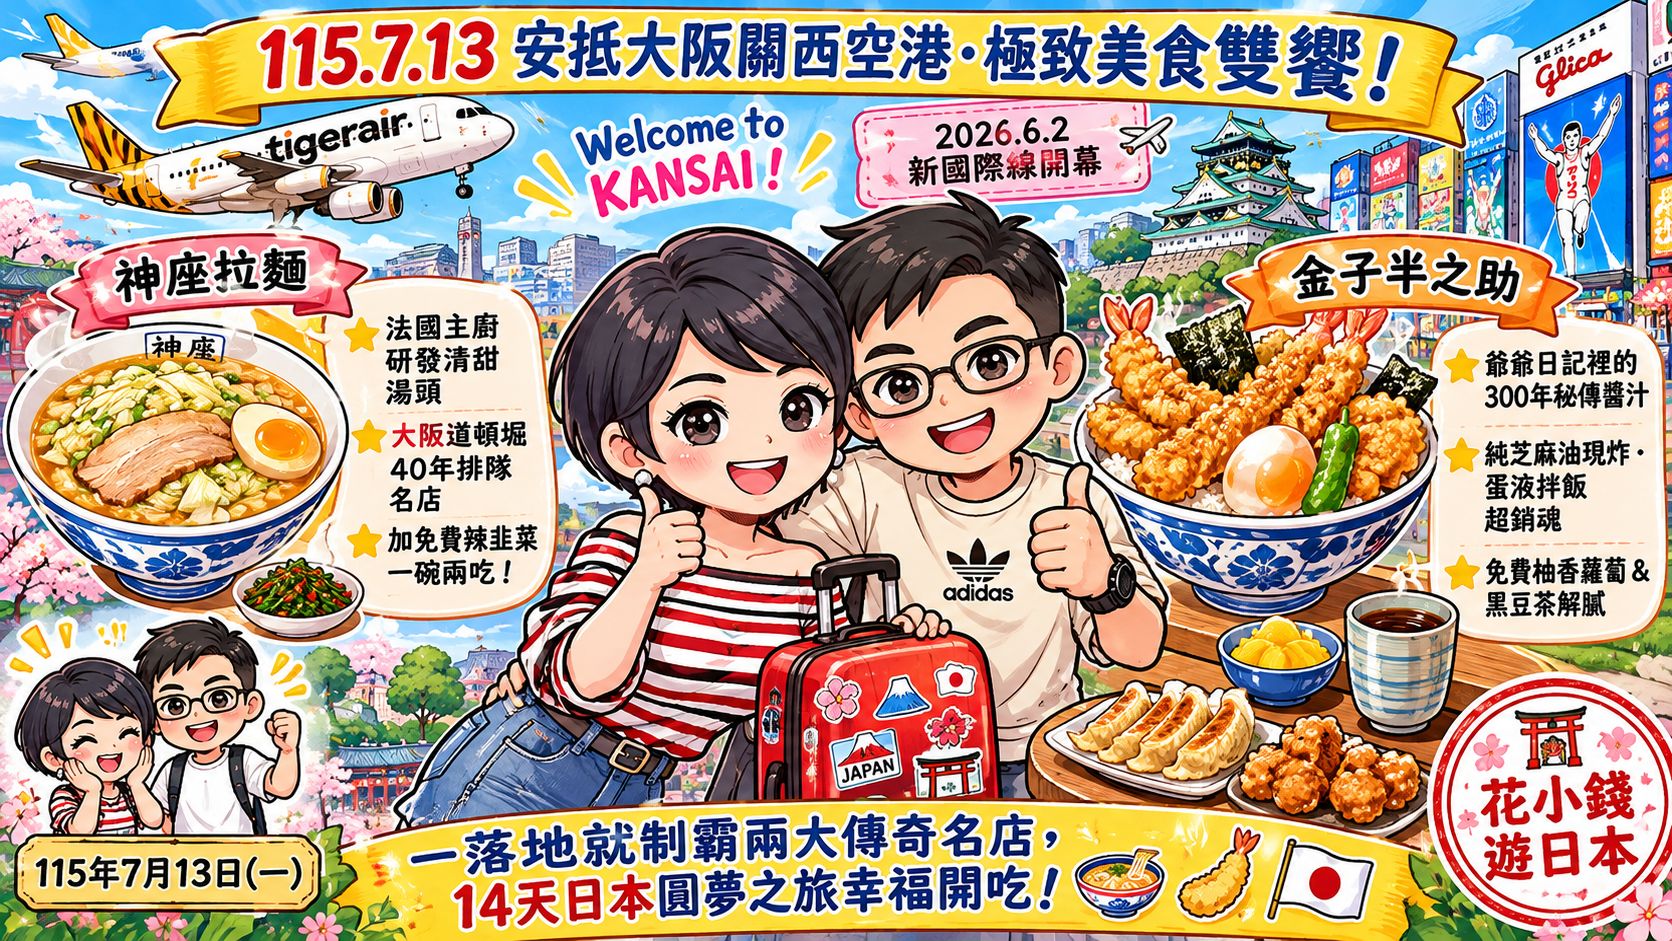 115.7.13 安抵大阪關西空港·極致美食雙饗！
tigerair
Welcome to
KANSAI!
2026.6.2
新國際線開幕
Glica
神座拉麵
神座
法國主廚
研發清甜
湯頭
大阪道頓堀
40年排隊
名店
加免費辣韭菜
一碗兩吃！
金子半之助
爺爺日記裡的
300年秘傳醬汁
純芝麻油現炸·
蛋液拌飯
超銷魂
免費柚香蘿蔔&
黑豆茶解膩
adidas
JAPAN
115年7月13日(一)
一落地就制霸兩大傳奇名店，
14天日本圓夢之旅幸福開吃！
花小錢
遊日本